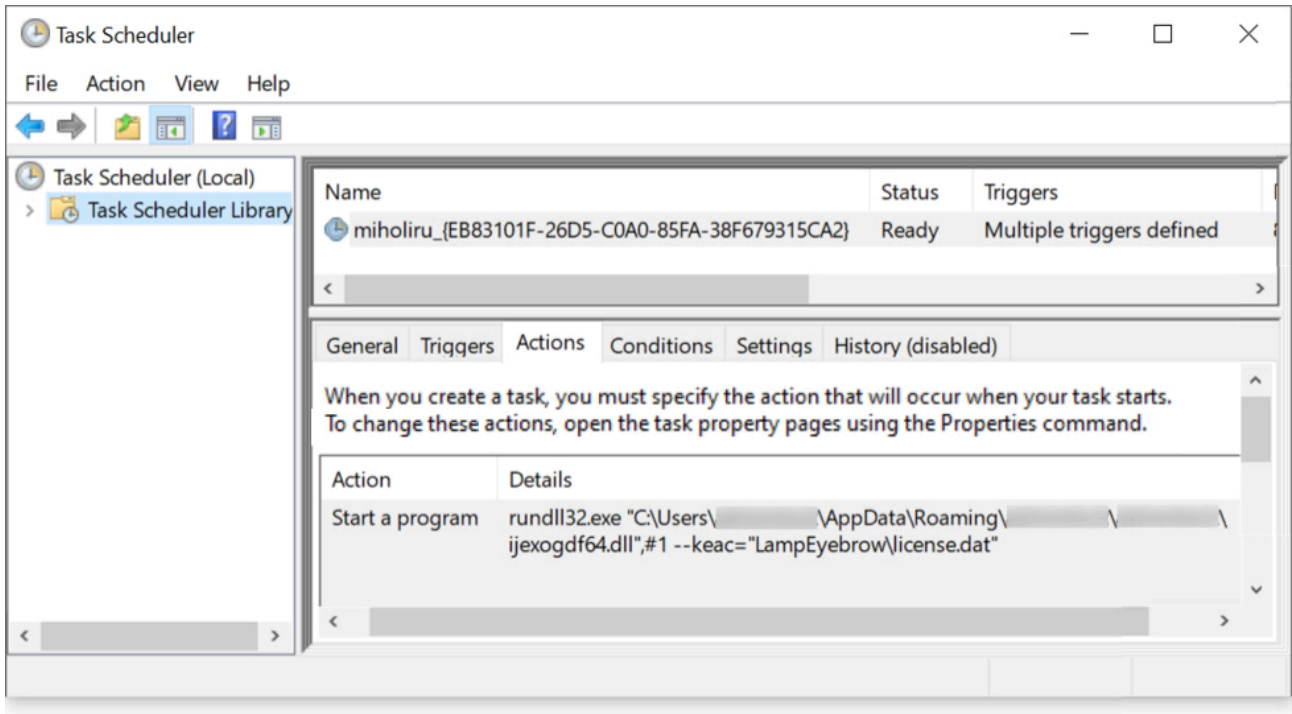 Task Scheduler
File Action View Help
Task Scheduler (Local)
Task Scheduler Library
Name Status Triggers
miholiru_{EB83101F-26D5-C0A0-85FA-38F679315CA2} Ready Multiple triggers defined
General Triggers Actions Conditions Settings History (disabled)
When you create a task, you must specify the action that will occur when your task starts.
To change these actions, open the task property pages using the Properties command.
Action Details
Start a program rundll32.exe "C:\Users\ \AppData\Roaming\ \ \
ijexogdf64.dll",#1 --keac="LampEyebrow\license.dat"